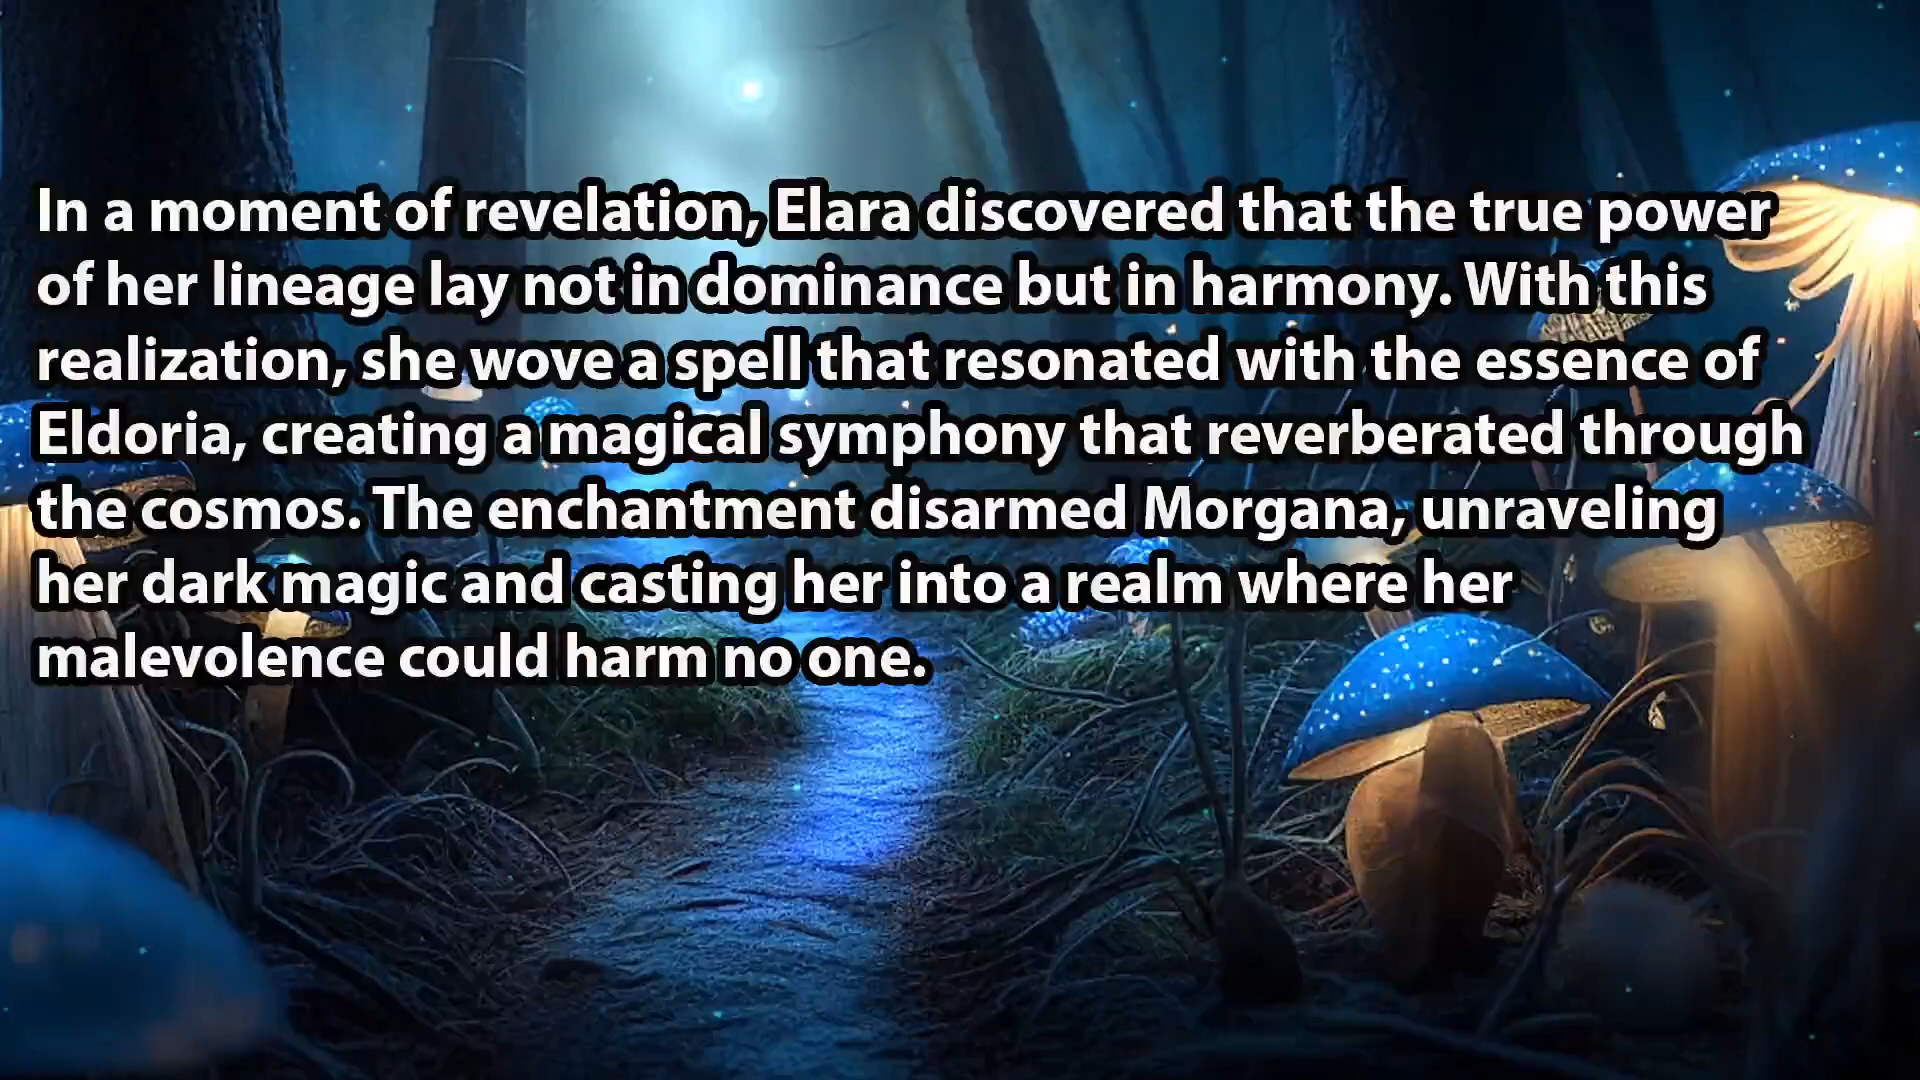 In a moment of revelation, Elara discovered that the true power
of her lineage lay not in dominance but in harmony. With this
realization, she wove a spell that resonated with the essence of
Eldoria, creating a magical symphony that reverberated through
the cosmos. The enchantment disarmed Morgana, unraveling
her dark magic and casting her into a realm where her
malevolence could harm no one.